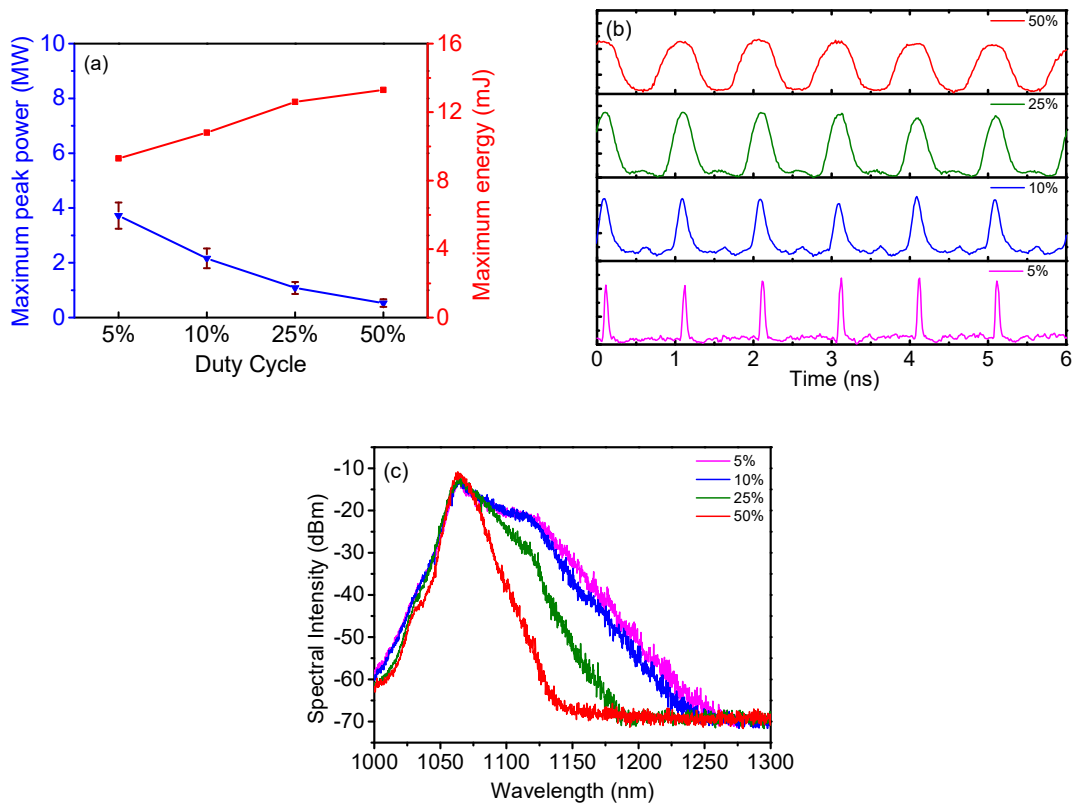 (a)
Maximum peak power (MW)
10
8
6
4
2
0
Maximum energy (mJ)
16
12
8
4
0
5% 10% 25% 50%
Duty Cycle
(b)
50%
25%
10%
5%
0 1 2 3 4 5 6
Time (ns)
(c)
5%
10%
25%
50%
Spectral Intensity (dBm)
-10
-20
-30
-40
-50
-60
-70
1000 1050 1100 1150 1200 1250 1300
Wavelength (nm)